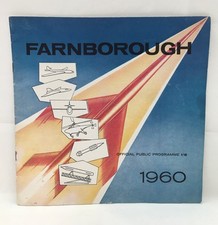 FARNBOROUGH
OFFICIAL PUBLIC PROGRAMME
1960